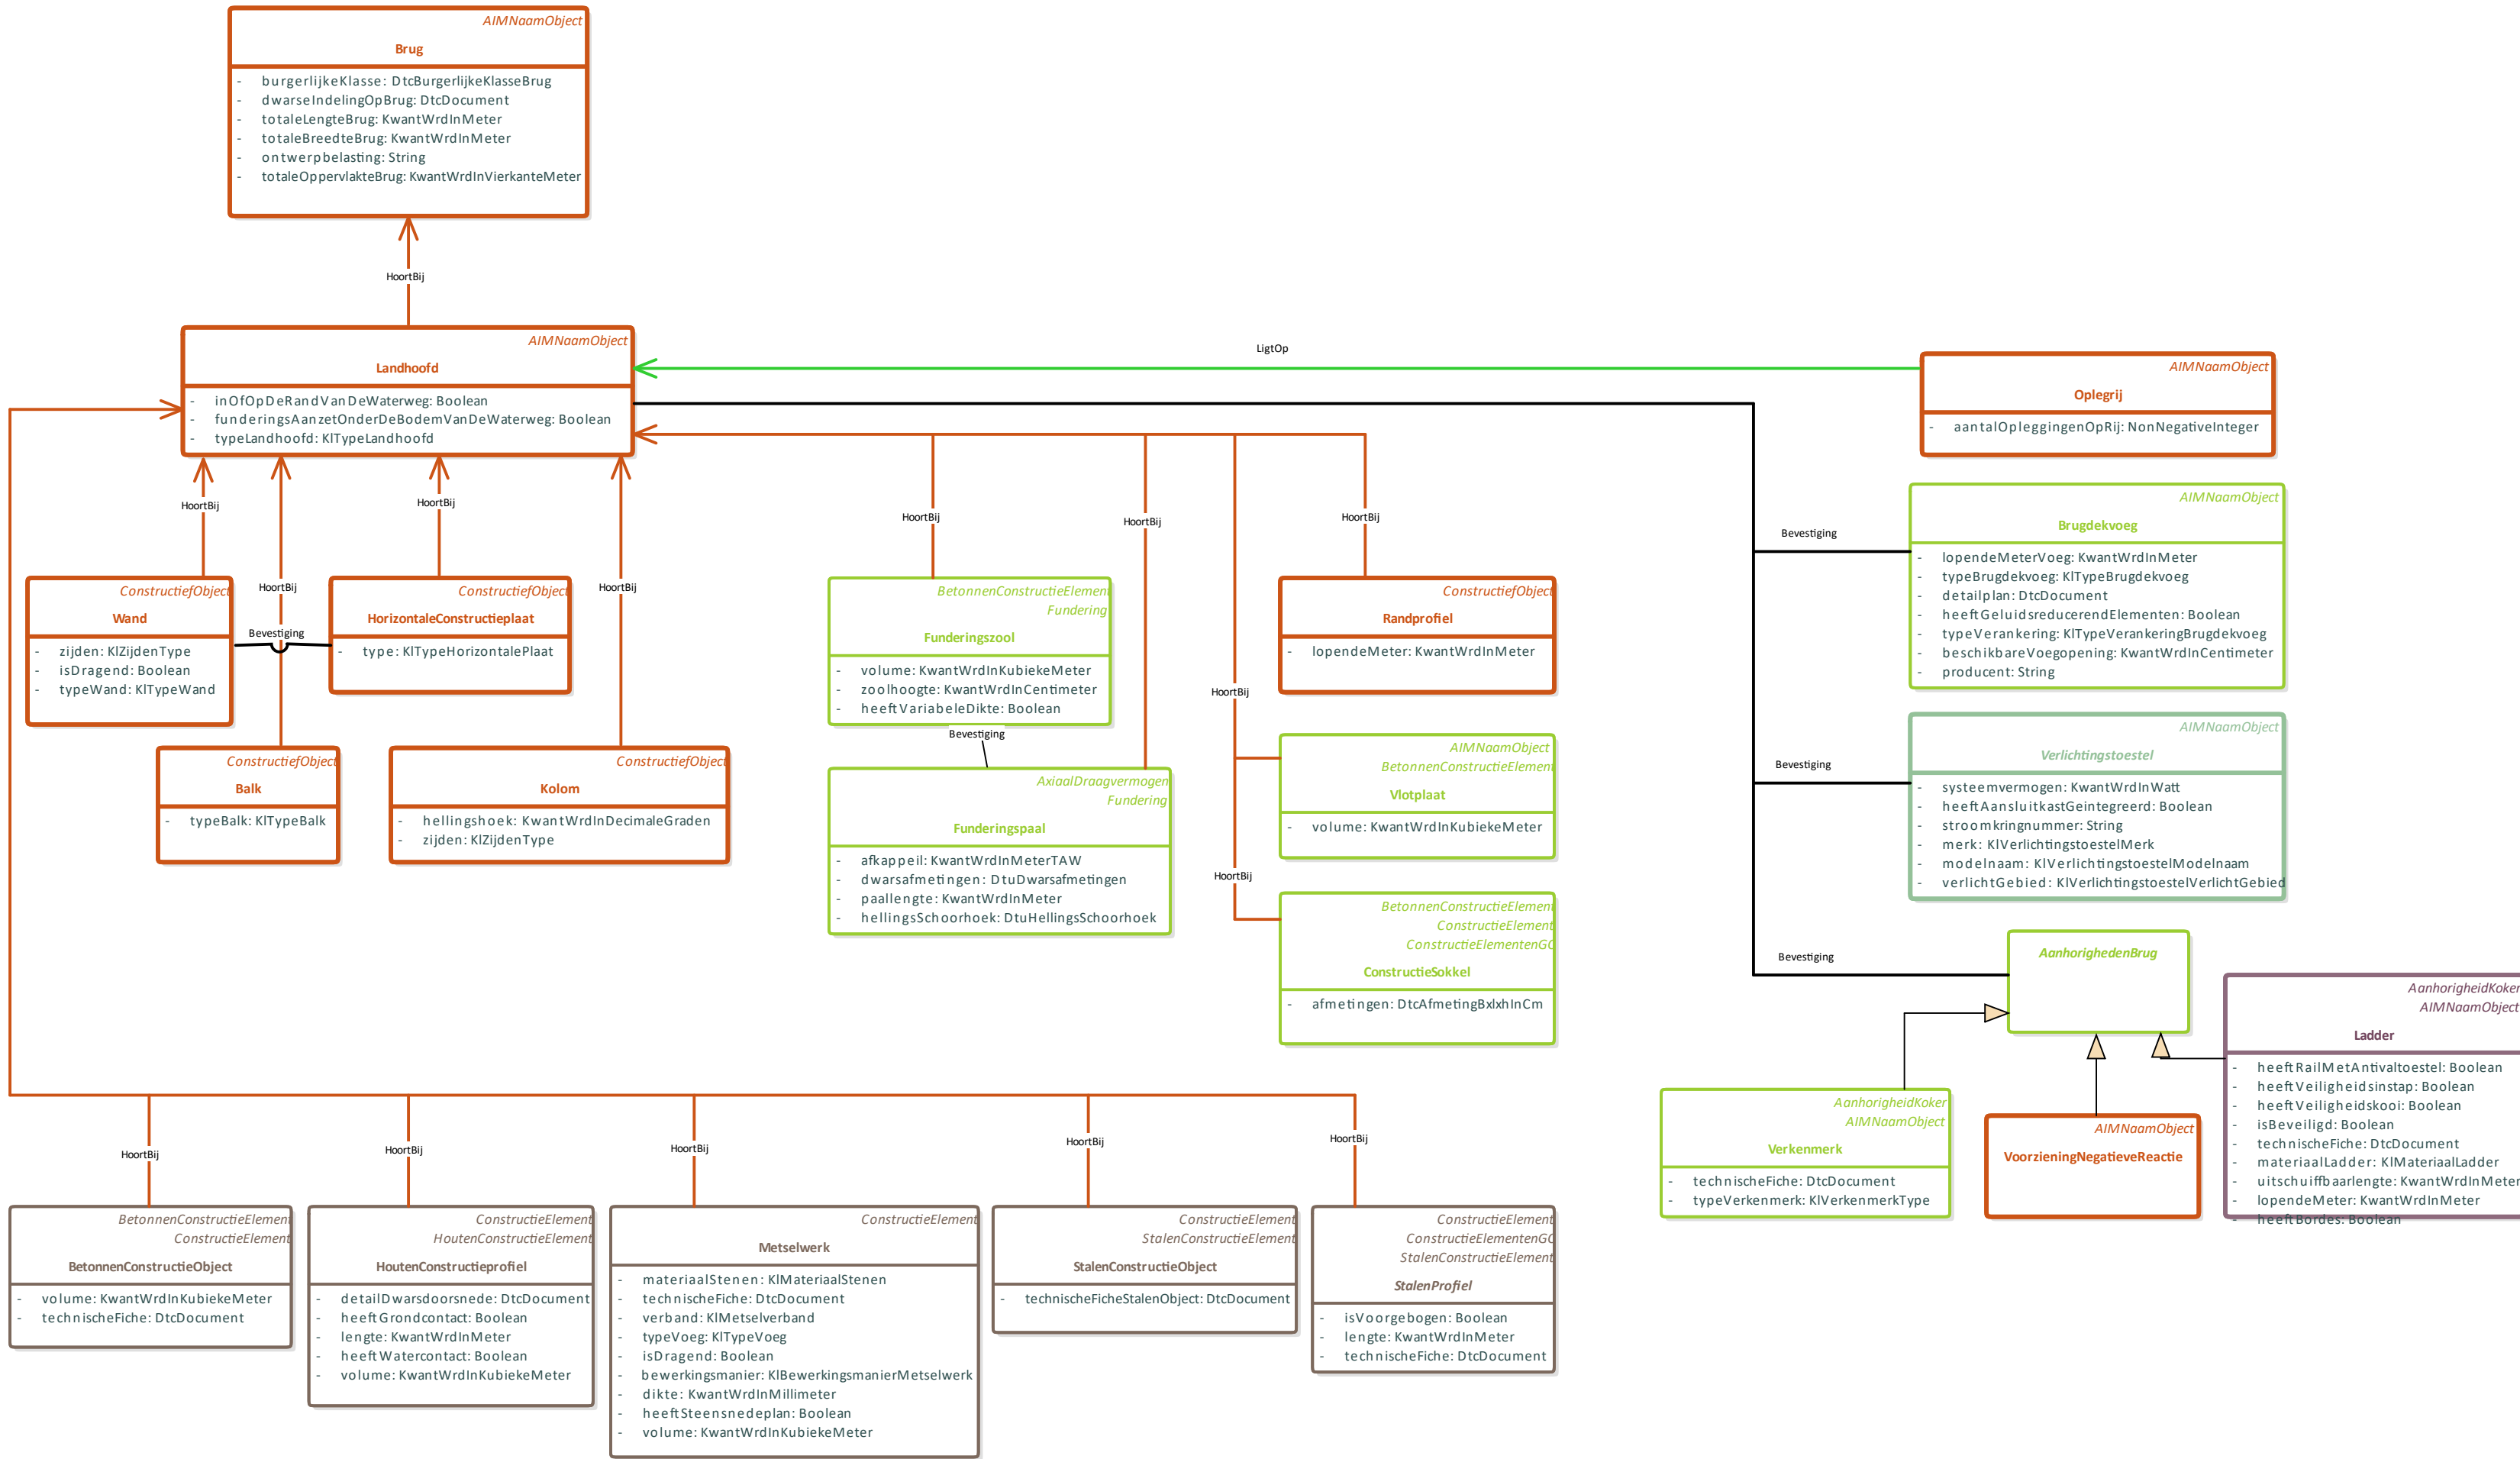 AIMNaamObject
Brug
- burgerlijkeKlasse: DtcBurgerlijkeKlasseBrug
- dwarseIndelingOpBrug: DtcDocument
- totaleLengteBrug: KwantWrdInMeter
- totaleBreedteBrug: KwantWrdInMeter
- ontwerpbelasting: String
- totaleOppervlakteBrug: KwantWrdInVierkanteMeter
HoortBij
AIMNaamObject
Landhoofd
- inOfOpDeRandVanDeWaterweg: Boolean
- funderingsAanzetOnderDeBodemVanDeWaterweg: Boolean
- typeLandhoofd: KlTypeLandhoofd
LigtOp
AIMNaamObject
Oplegrij
- aantalOpleggingenOpRij: NonNegativeInteger
HoortBij
HoortBij
HoortBij
HoortBij
HoortBij
HoortBij
HoortBij
Bevestiging
AIMNaamObject
Brugdekvoeg
- lopendeMeterVoeg: KwantWrdInMeter
- typeBrugdekvoeg: KlTypeBrugdekvoeg
- detailplan: DtcDocument
- heeftGeluidsreducerendElementen: Boolean
- typeVerankering: KlTypeVerankeringBrugdekvoeg
- beschikbareVoegopening: KwantWrdInCentimeter
- producent: String
ConstructiefObject
Wand
- zijden: KlZijdenType
- isDragend: Boolean
- typeWand: KlTypeWand
Bevestiging
ConstructiefObject
HorizontaleConstructieplaat
- type: KlTypeHorizontalePlaat
BetonnenConstructieElement
Fundering
Funderingszool
- volume: KwantWrdInKubiekeMeter
- zoolhoogte: KwantWrdInCentimeter
- heeftVariabeleDikte: Boolean
ConstructiefObject
Randprofiel
- lopendeMeter: KwantWrdInMeter
HoortBij
Bevestiging
ConstructiefObject
Balk
- typeBalk: KlTypeBalk
ConstructiefObject
Kolom
- hellingshoek: KwantWrdInDecimaleGraden
- zijden: KlZijdenType
AxiaalDraagvermogen
Fundering
Funderingspaal
- afkappeil: KwantWrdInMeterTAW
- dwarsafmetingen: DtuDwarsafmetingen
- paallengte: KwantWrdInMeter
- hellingsSchoorhoek: DtuHellingsSchoorhoek
AIMNaamObject
BetonnenConstructieElement
Vlotplaat
- volume: KwantWrdInKubiekeMeter
HoortBij
BetonnenConstructieElement
ConstructieElement
ConstructieElementenGC
ConstructieSokkel
- afmetingen: DtcAfmetingBxlxhInCm
Bevestiging
AIMNaamObject
Verlichtingstoestel
- systeemvermogen: KwantWrdInWatt
- heeftAansluitkastGeintegreerd: Boolean
- stroomkringnummer: String
- merk: KlVerlichtingstoestelMerk
- modelnaam: KlVerlichtingstoestelModelnaam
- verlichtGebied: KlVerlichtingstoestelVerlichtGebied
Bevestiging
AanhorighedenBrug
AanhorigheidKoker
AIMNaamObject
Ladder
- heeftRailMetAntivaltoestel: Boolean
- heeftVeiligheidsinstap: Boolean
- heeftVeiligheidskooi: Boolean
- isBeveiligd: Boolean
- technischeFiche: DtcDocument
- materiaalLadder: KlMateriaalLadder
- uitschuiffbaarlengte: KwantWrdInMeter
- lopendeMeter: KwantWrdInMeter
- heeftBordes: Boolean
AanhorigheidKoker
AIMNaamObject
Verkenmerk
- technischeFiche: DtcDocument
- typeVerkenmerk: KlVerkenmerkType
AIMNaamObject
VoorzieningNegatieveReactie
HoortBij
HoortBij
HoortBij
HoortBij
HoortBij
BetonnenConstructieElement
ConstructieElement
BetonnenConstructieObject
- volume: KwantWrdInKubiekeMeter
- technischeFiche: DtcDocument
ConstructieElement
HoutenConstructieElement
HoutenConstructieprofiel
- detailDwarsdoorsnede: DtcDocument
- heeftGrondcontact: Boolean
- lengte: KwantWrdInMeter
- heeftWatercontact: Boolean
- volume: KwantWrdInKubiekeMeter
ConstructieElement
Metselwerk
- materiaalStenen: KlMateriaalStenen
- technischeFiche: DtcDocument
- verband: KlMetselverband
- typeVoeg: KlTypeVoeg
- isDragend: Boolean
- bewerkingsmanier: KlBewerkingsmanierMetselwerk
- dikte: KwantWrdInMillimeter
- heeftSteensnedeplan: Boolean
- volume: KwantWrdInKubiekeMeter
ConstructieElement
StalenConstructieElement
StalenConstructieObject
- technischeFicheStalenObject: DtcDocument
ConstructieElement
ConstructieElementenGC
StalenConstructieElement
StalenProfiel
- isVoorgebogen: Boolean
- lengte: KwantWrdInMeter
- technischeFiche: DtcDocument